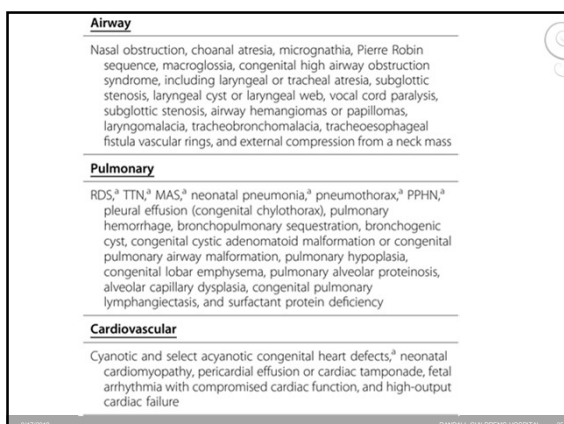 Airway
Nasal obstruction, choanal atresia, micrognathia, Pierre Robin
sequence, macroglossia, congenital high airway obstruction
syndrome, including laryngeal or tracheal atresia, subglottic
stenosis, laryngeal cyst or laryngeal web, vocal cord paralysis,
subglottic stenosis, airway hemangiomas or papillomas,
laryngomalacia, tracheobronchomalacia, tracheoesophageal
fistula vascular rings, and external compression from a neck mass
Pulmonary
RDS,ᵃ TTN,ᵃ MAS,ᵃ neonatal pneumonia,ᵃ pneumothorax,ᵃ PPHN,ᵃ
pleural effusion (congenital chylothorax), pulmonary
hemorrhage, bronchopulmonary sequestration, bronchogenic
cyst, congenital cystic adenomatoid malformation or congenital
pulmonary airway malformation, pulmonary hypoplasia,
congenital lobar emphysema, pulmonary alveolar proteinosis,
alveolar capillary dysplasia, congenital pulmonary
lymphangiectasis, and surfactant protein deficiency
Cardiovascular
Cyanotic and select acyanotic congenital heart defects,ᵃ neonatal
cardiomyopathy, pericardial effusion or cardiac tamponade, fetal
arrhythmia with compromised cardiac function, and high-output
cardiac failure